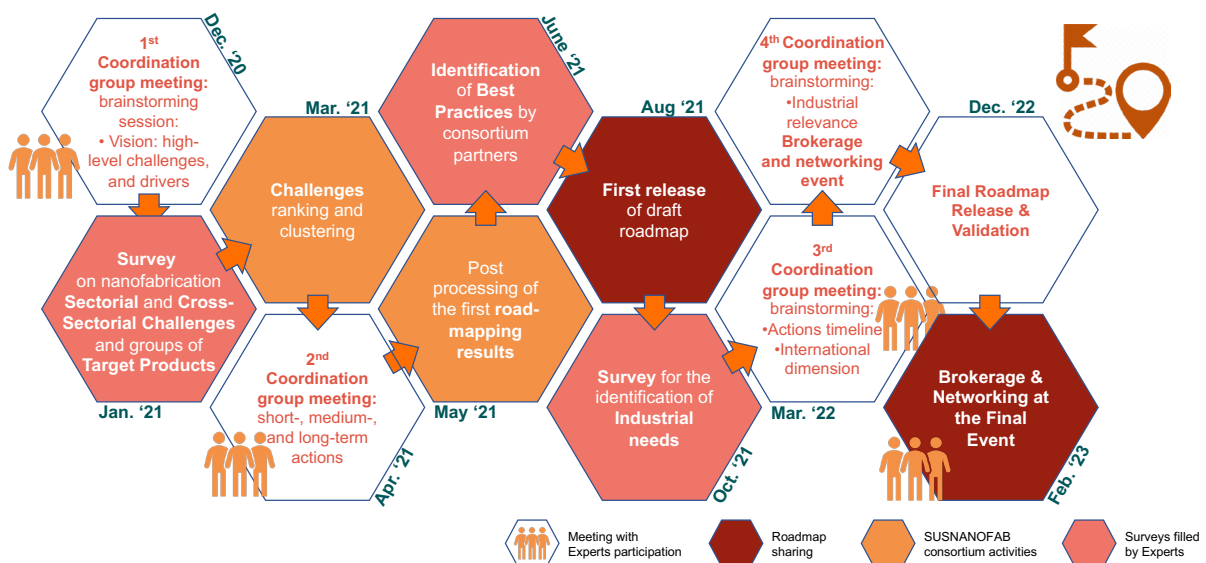 Dec. ‘20
1st
Coordination
group meeting:
brainstorming
session:
• Vision: high-
level challenges,
and drivers
Survey
on nanofabrication
Sectorial and Cross-
Sectorial Challenges
and groups of
Target Products
Jan. ‘21
Mar. ‘21
Challenges
ranking and
clustering
2nd
Coordination
group meeting:
short-, medium-,
and long-term
actions
Apr. ‘21
May ‘21
Post
processing of
the first road-
mapping
results
June ‘21
Identification
of Best
Practices by
consortium
partners
Aug ‘21
First release
of draft
roadmap
Survey for the
identification of
Industrial
needs
Oct. ‘21
Mar. ‘22
3rd
Coordination
group meeting:
brainstorming:
•Actions timeline
•International
dimension
4th Coordination
group meeting:
brainstorming:
•Industrial
relevance
Brokerage
and networking
event
Dec. ‘22
Final Roadmap
Release &
Validation
Brokerage &
Networking at
the Final
Event
Feb. ‘23
Meeting with
Experts participation
Roadmap
sharing
SUSNANOFAB
consortium activities
Surveys filled
by Experts